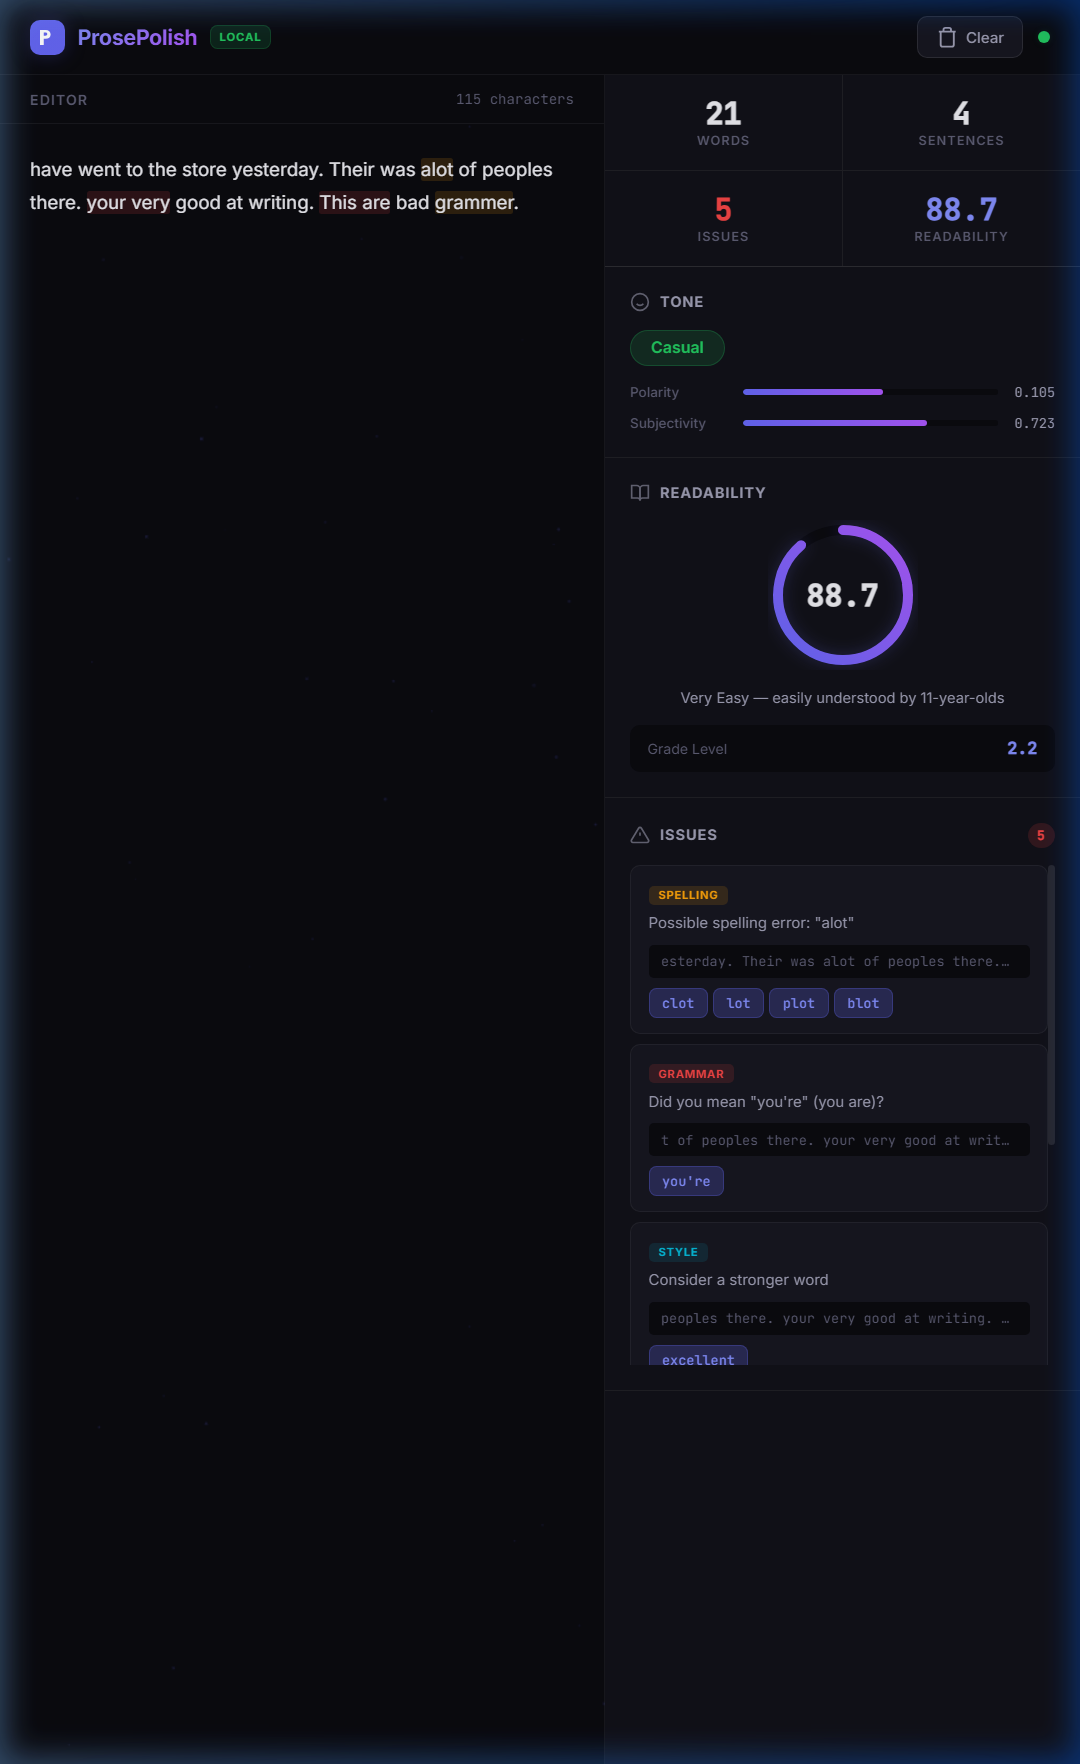 P ProsePolish LOCAL
Clear
EDITOR
115 characters
have went to the store yesterday. Their was alot of peoples
there. your very good at writing. This are bad grammer.
21
WORDS
4
SENTENCES
5
ISSUES
88.7
READABILITY
TONE
Casual
Polarity 0.105
Subjectivity 0.723
READABILITY
88.7
Very Easy — easily understood by 11-year-olds
Grade Level 2.2
ISSUES 5
SPELLING
Possible spelling error: "alot"
esterday. Their was alot of peoples there.…
clot lot plot blot
GRAMMAR
Did you mean "you're" (you are)?
t of peoples there. your very good at writ…
you're
STYLE
Consider a stronger word
peoples there. your very good at writing. …
excellent